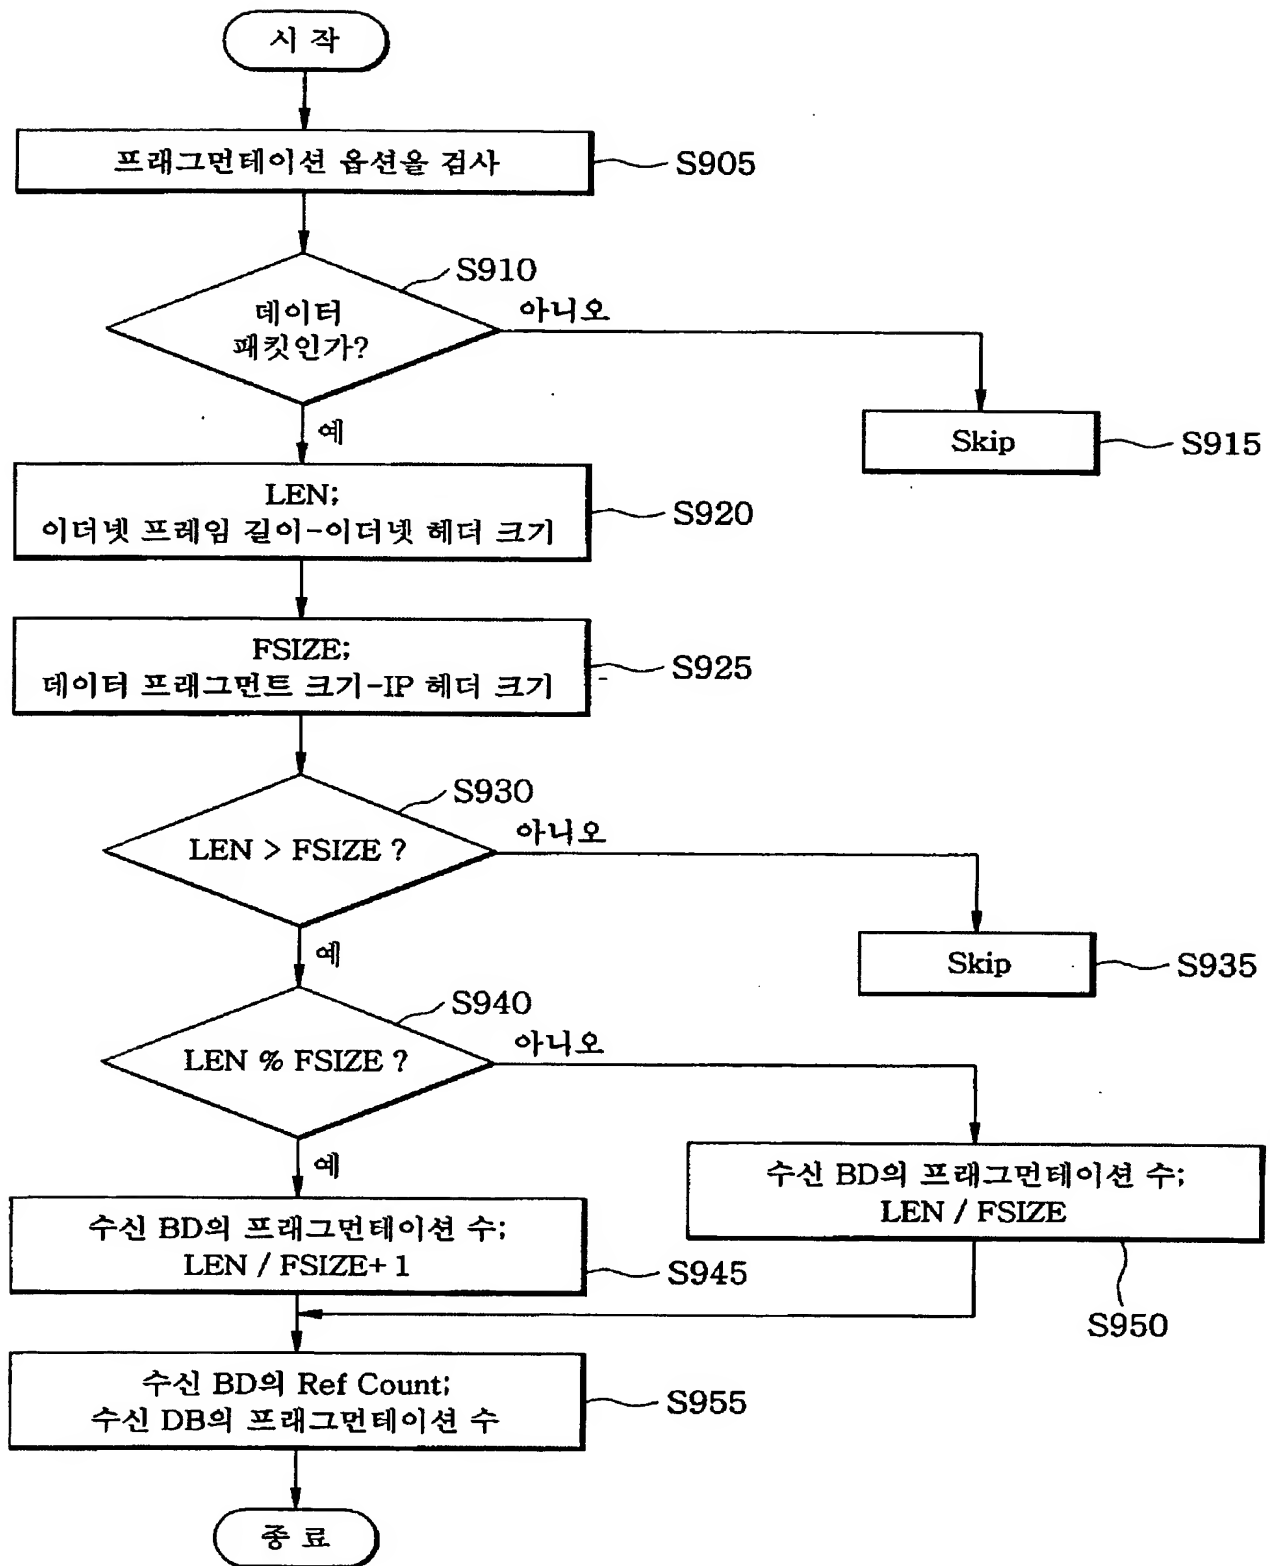 시 작
프래그먼테이션 옵션을 검사
S905
S910
데이터
패킷인가?
아니오
예
Skip
S915
LEN;
이더넷 프레임 길이-이더넷 헤더 크기
S920
FSIZE;
데이터 프래그먼트 크기-IP 헤더 크기
S925
S930
LEN > FSIZE ?
아니오
예
Skip
S935
S940
LEN % FSIZE ?
아니오
예
수신 BD의 프래그먼테이션 수;
LEN / FSIZE
S950
수신 BD의 프래그먼테이션 수;
LEN / FSIZE+ 1
S945
수신 BD의 Ref Count;
수신 DB의 프래그먼테이션 수
S955
종 료